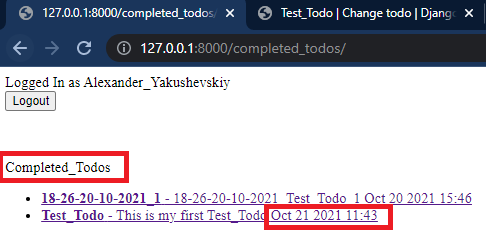 127.0.0.1:8000/completed_todos/
Test_Todo | Change todo | Djang
127.0.0.1:8000/completed_todos/
Logged In as Alexander_Yakushevskiy
Logout
Completed_Todos
18-26-20-10-2021_1 - 18-26-20-10-2021_Test_Todo_1 Oct 20 2021 15:46
Test_Todo - This is my first Test_Todo Oct 21 2021 11:43